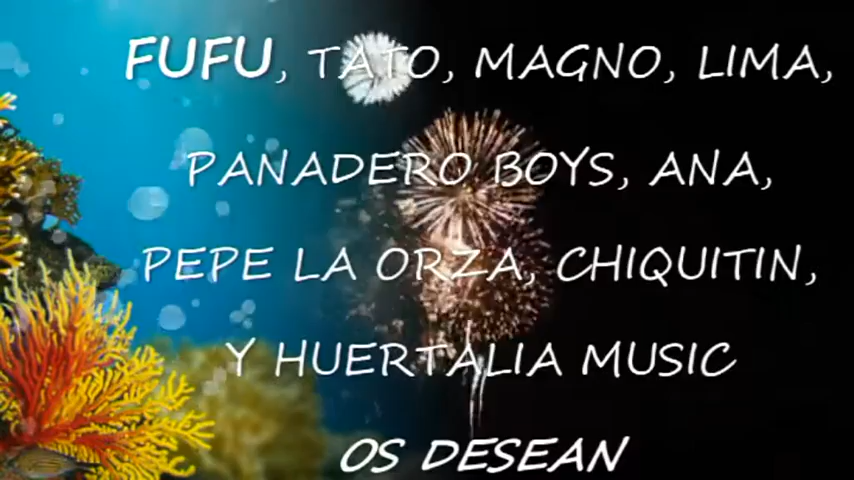 FUFU, TATO, MAGNO, LIMA,
PANADERO BOYS, ANA,
PEPE LA ORZA, CHIQUITIN,
Y HUERTALIA MUSIC
OS DESEAN